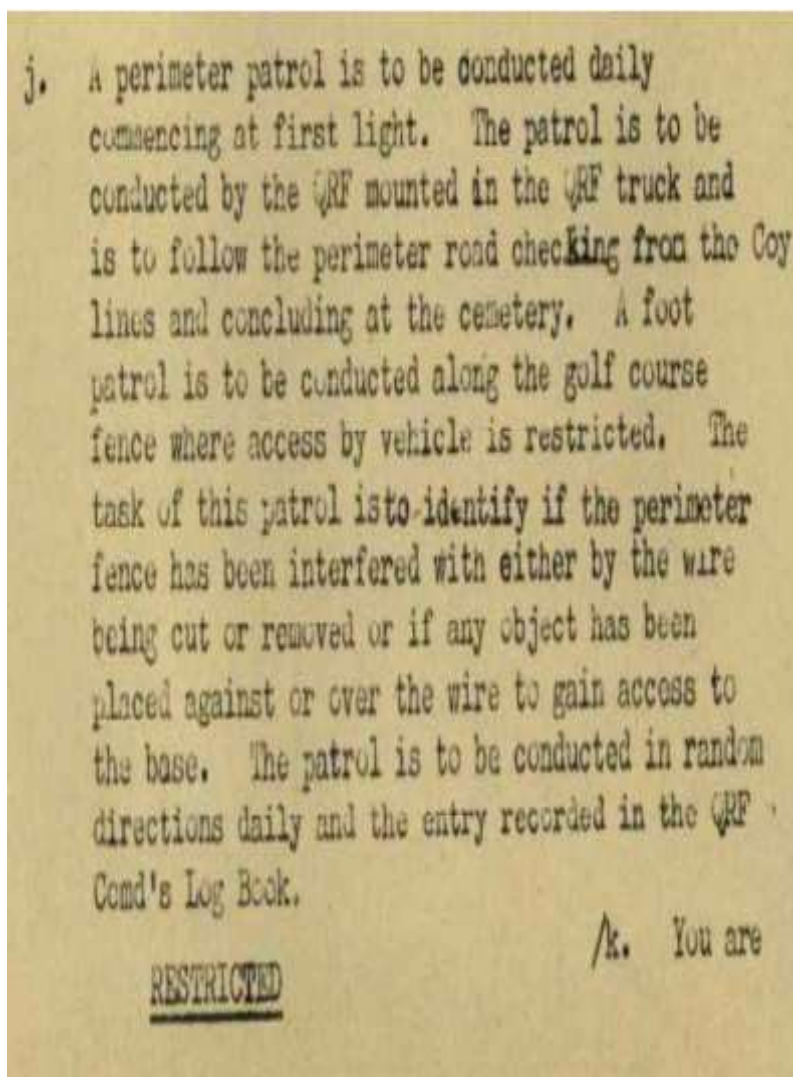 j. A perimeter patrol is to be conducted daily
commencing at first light. The patrol is to be
conducted by the QRF mounted in the QRF truck and
is to follow the perimeter road checking from the Coy
lines and concluding at the cemetery. A foot
patrol is to be conducted along the golf course
fence where access by vehicle is restricted. The
task of this patrol is to identify if the perimeter
fence has been interfered with either by the wire
being cut or removed or if any object has been
placed against or over the wire to gain access to
the base. The patrol is to be conducted in random
directions daily and the entry recorded in the QRF
Comd's Log Book.
/k. You are
RESTRICTED